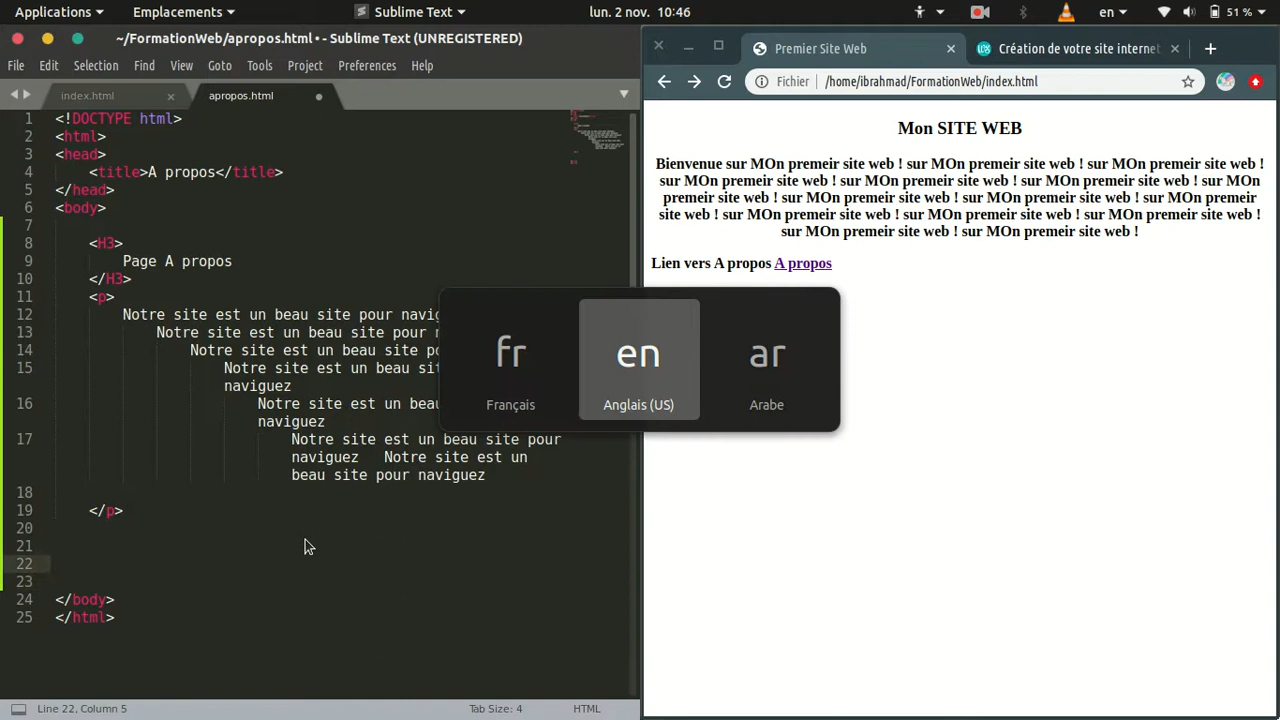 Applications Emplacements Sublime Text lun. 2 nov. 10:46 en 51 %
~/FormationWeb/apropos.html • - Sublime Text (UNREGISTERED)
File Edit Selection Find View Goto Tools Project Preferences Help
index.html apropos.html
1 <!DOCTYPE html>
2 <html>
3 <head>
4 <title>A propos</title>
5 </head>
6 <body>
7
8 <H3>
9 Page A propos
10 </H3>
11 <p>
12 Notre site est un beau site pour navig
13 Notre site est un beau site pour
14 Notre site est un beau site
15 Notre site est un beau
naviguez
16 Notre site est un beau
naviguez
17 Notre site est un beau site pour
naviguez Notre site est un
beau site pour naviguez
18
19 </p>
20
21
22
23
24 </body>
25 </html>
Line 22, Column 5 Tab Size: 4 HTML
Premier Site Web
Création de votre site internet
Fichier /home/ibrahmad/FormationWeb/index.html
Mon SITE WEB
Bienvenue sur MOn premeir site web ! sur MOn premeir site web ! sur MOn premeir site web !
sur MOn premeir site web ! sur MOn premeir site web ! sur MOn premeir site web ! sur MOn
premeir site web ! sur MOn premeir site web ! sur MOn premeir site web ! sur MOn premeir
site web ! sur MOn premeir site web ! sur MOn premeir site web ! sur MOn premeir site web !
sur MOn premeir site web ! sur MOn premeir site web !
Lien vers A propos A propos
fr en ar
Français Anglais (US) Arabe